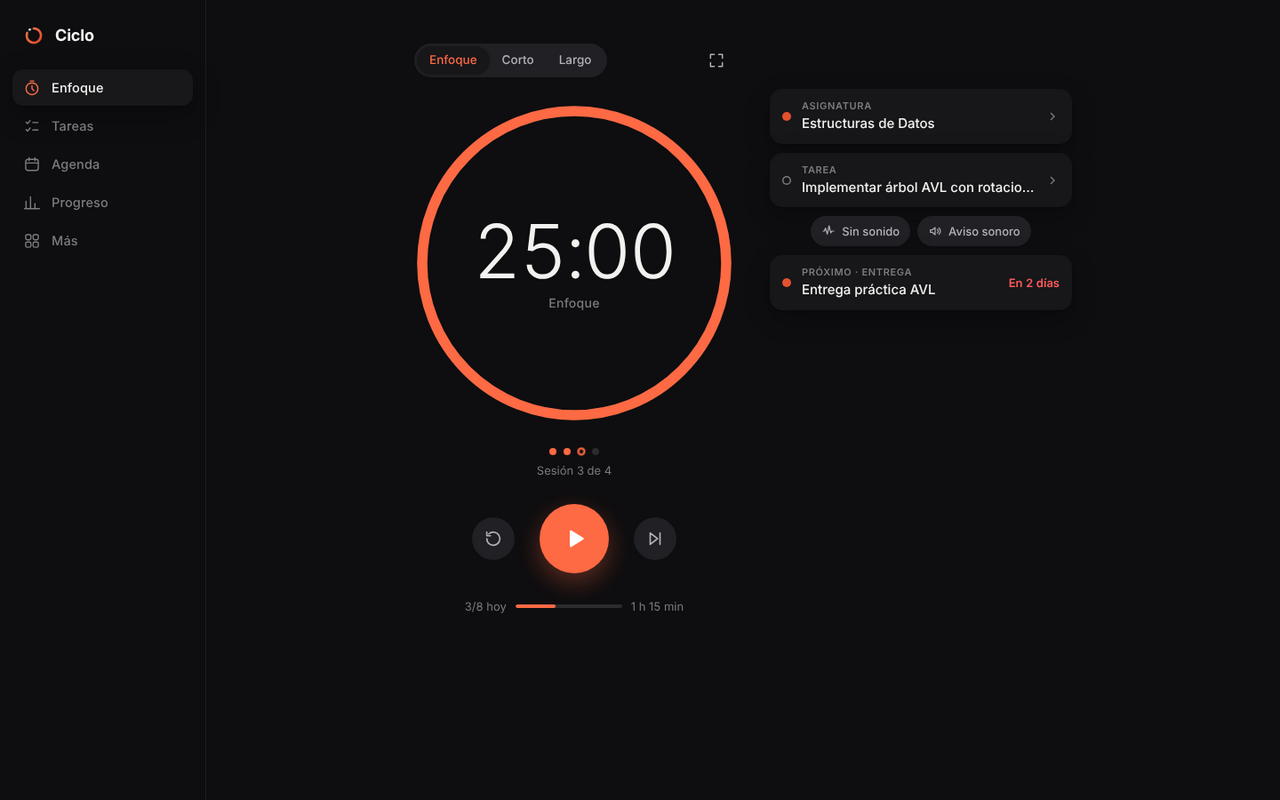 Ciclo
Enfoque
Tareas
Agenda
Progreso
Más
Enfoque Corto Largo
25:00
Enfoque
Sesión 3 de 4
3/8 hoy 1 h 15 min
ASIGNATURA
Estructuras de Datos
TAREA
Implementar árbol AVL con rotacio...
Sin sonido Aviso sonoro
PRÓXIMO · ENTREGA
Entrega práctica AVL
En 2 días